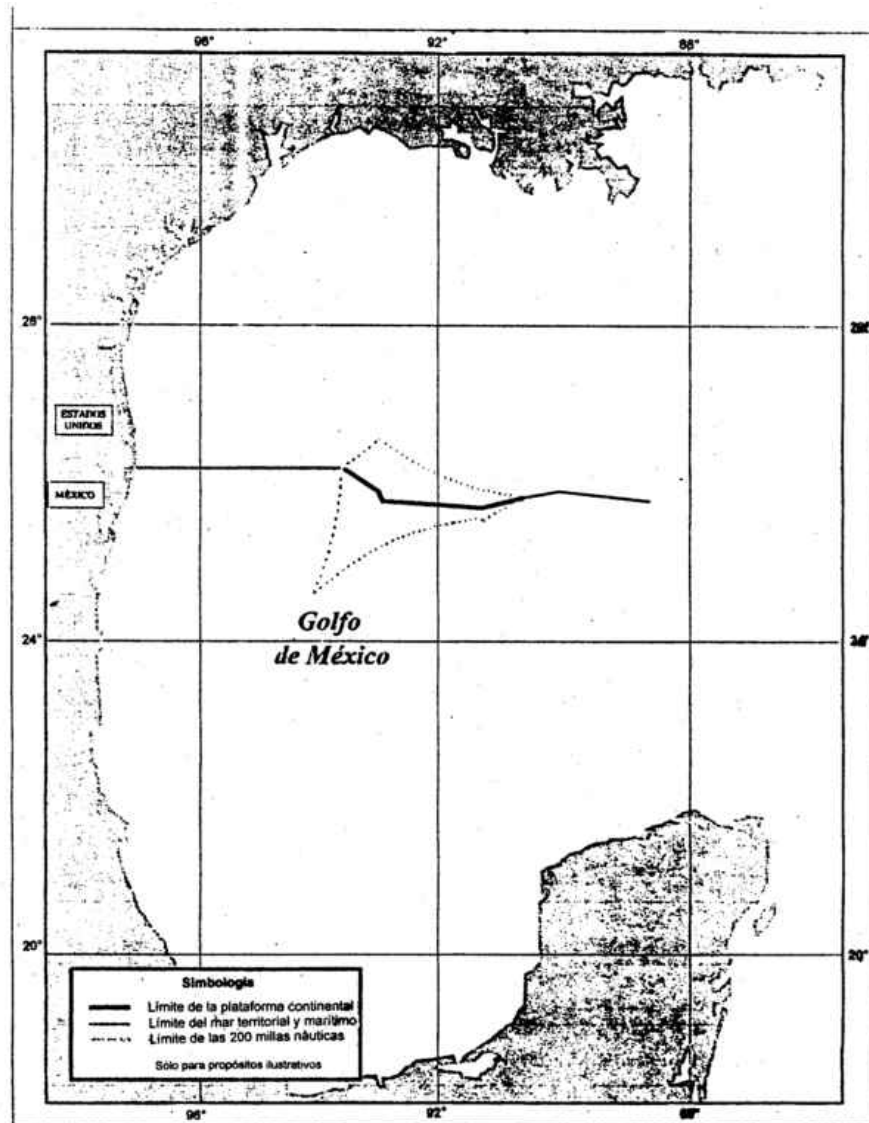 96° 92° 88°
28° 28°
ESTADOS
UNIDOS
MÉXICO
Golfo
de México
24°
20° 20°
Simbología
Límite de la plataforma continental
Límite del mar territorial y marítimo
Límite de las 200 millas náuticas
Sólo para propósitos ilustrativos
96° 92°